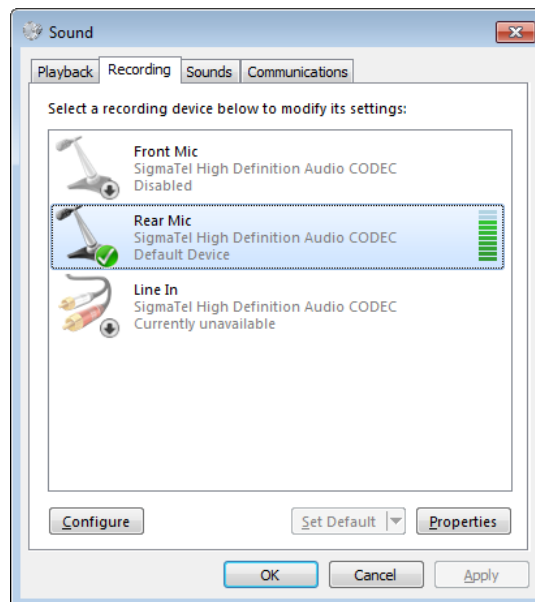 Sound
Playback Recording Sounds Communications
Select a recording device below to modify its settings:
Front Mic
SigmaTel High Definition Audio CODEC
Disabled
Rear Mic
SigmaTel High Definition Audio CODEC
Default Device
Line In
SigmaTel High Definition Audio CODEC
Currently unavailable
Configure Set Default Properties
OK Cancel Apply